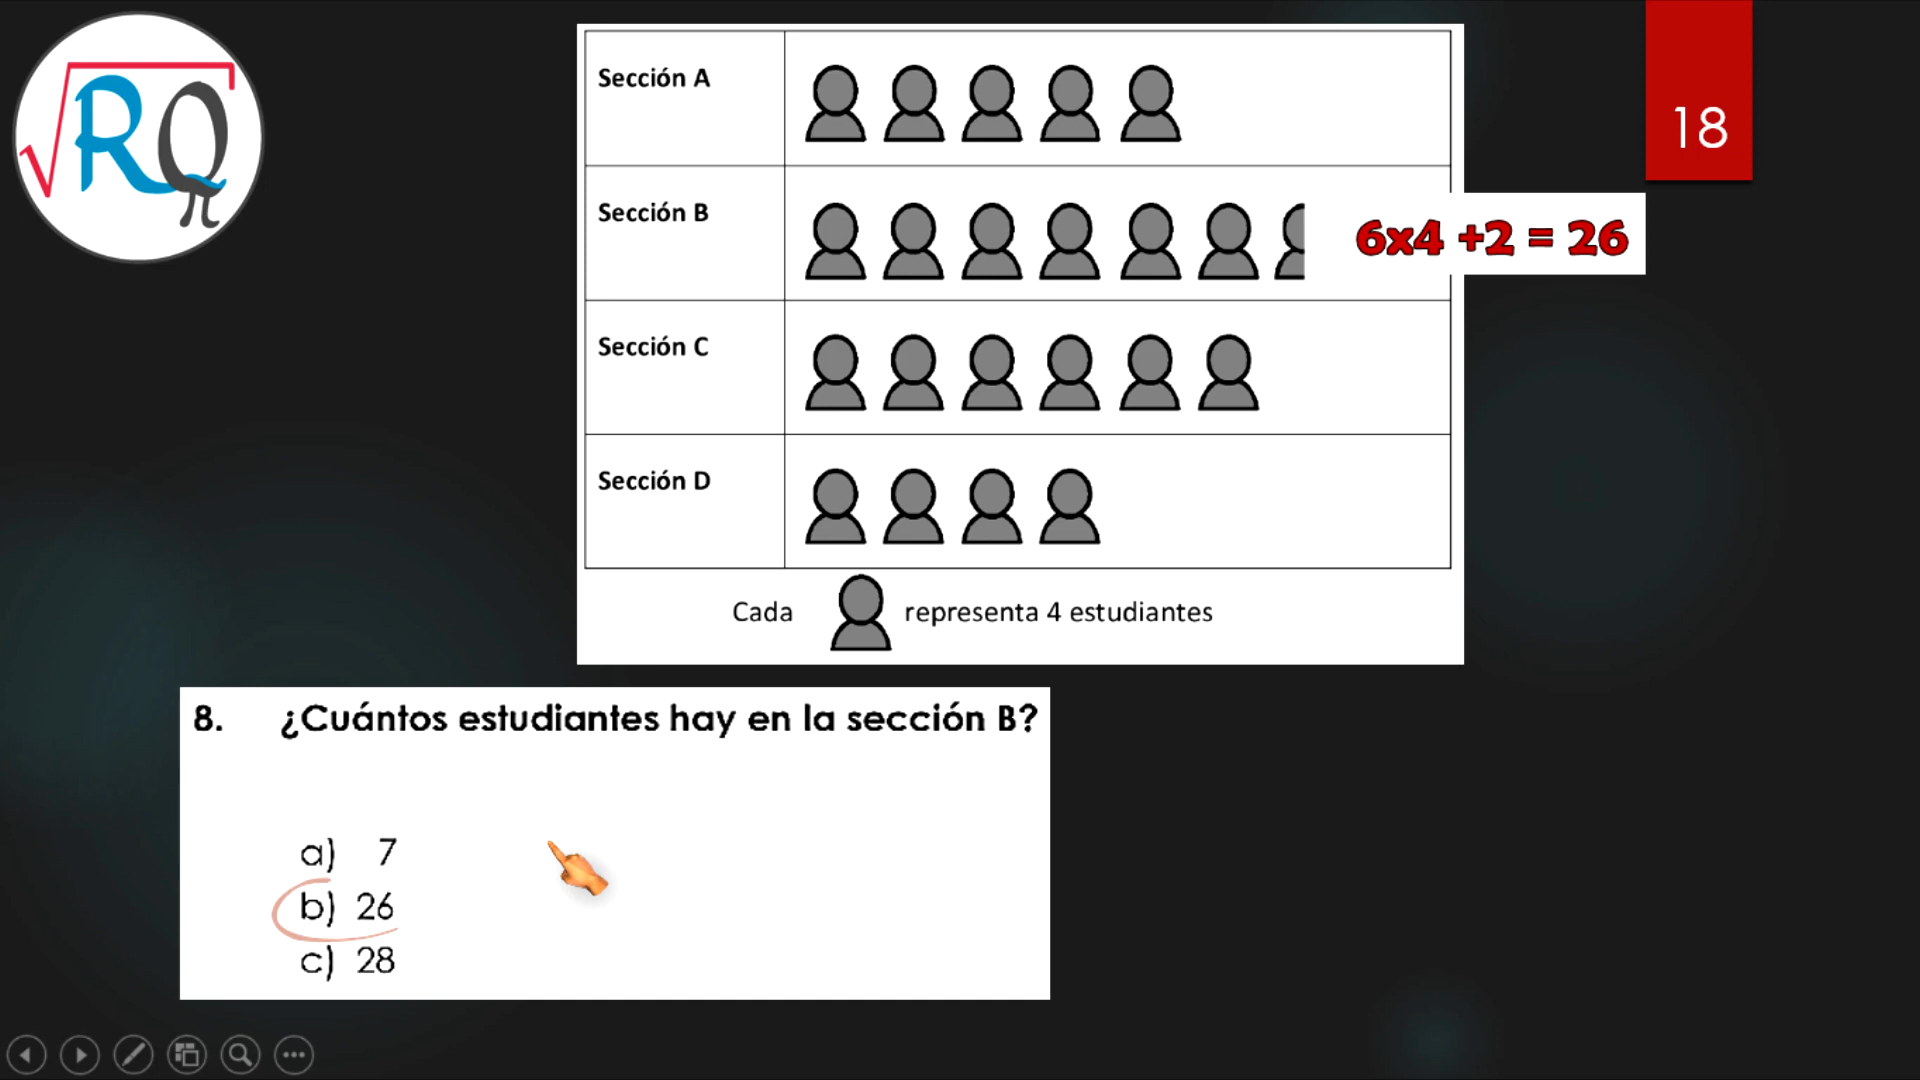 RQ
18
Sección A
Sección B
6x4 +2 = 26
Sección C
Sección D
Cada representa 4 estudiantes
8. ¿Cuántos estudiantes hay en la sección B?
a) 7
b) 26
c) 28